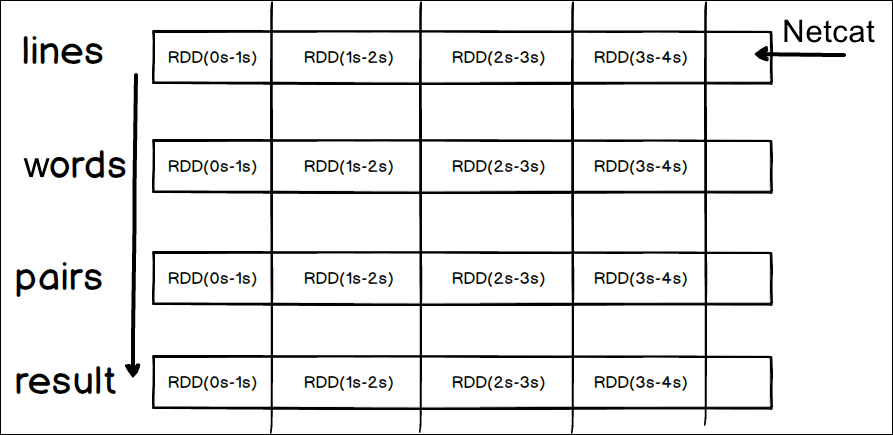 Netcat
lines RDD(0s-1s) RDD(1s-2s) RDD(2s-3s) RDD(3s-4s)
words RDD(0s-1s) RDD(1s-2s) RDD(2s-3s) RDD(3s-4s)
pairs RDD(0s-1s) RDD(1s-2s) RDD(2s-3s) RDD(3s-4s)
result RDD(0s-1s) RDD(1s-2s) RDD(2s-3s) RDD(3s-4s)